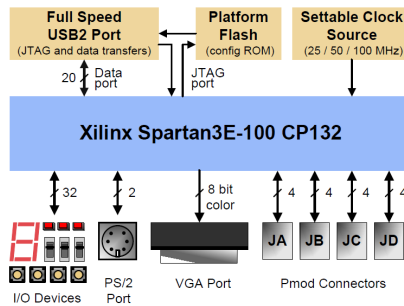 Full Speed
USB2 Port
(JTAG and data transfers)
Platform
Flash
(config ROM)
Settable Clock
Source
(25 / 50 / 100 MHz)
20
Data
port
JTAG
port
Xilinx Spartan3E-100 CP132
32
2
8 bit
color
4
4
4
4
JA
JB
JC
JD
I/O Devices
PS/2
Port
VGA Port
Pmod Connectors